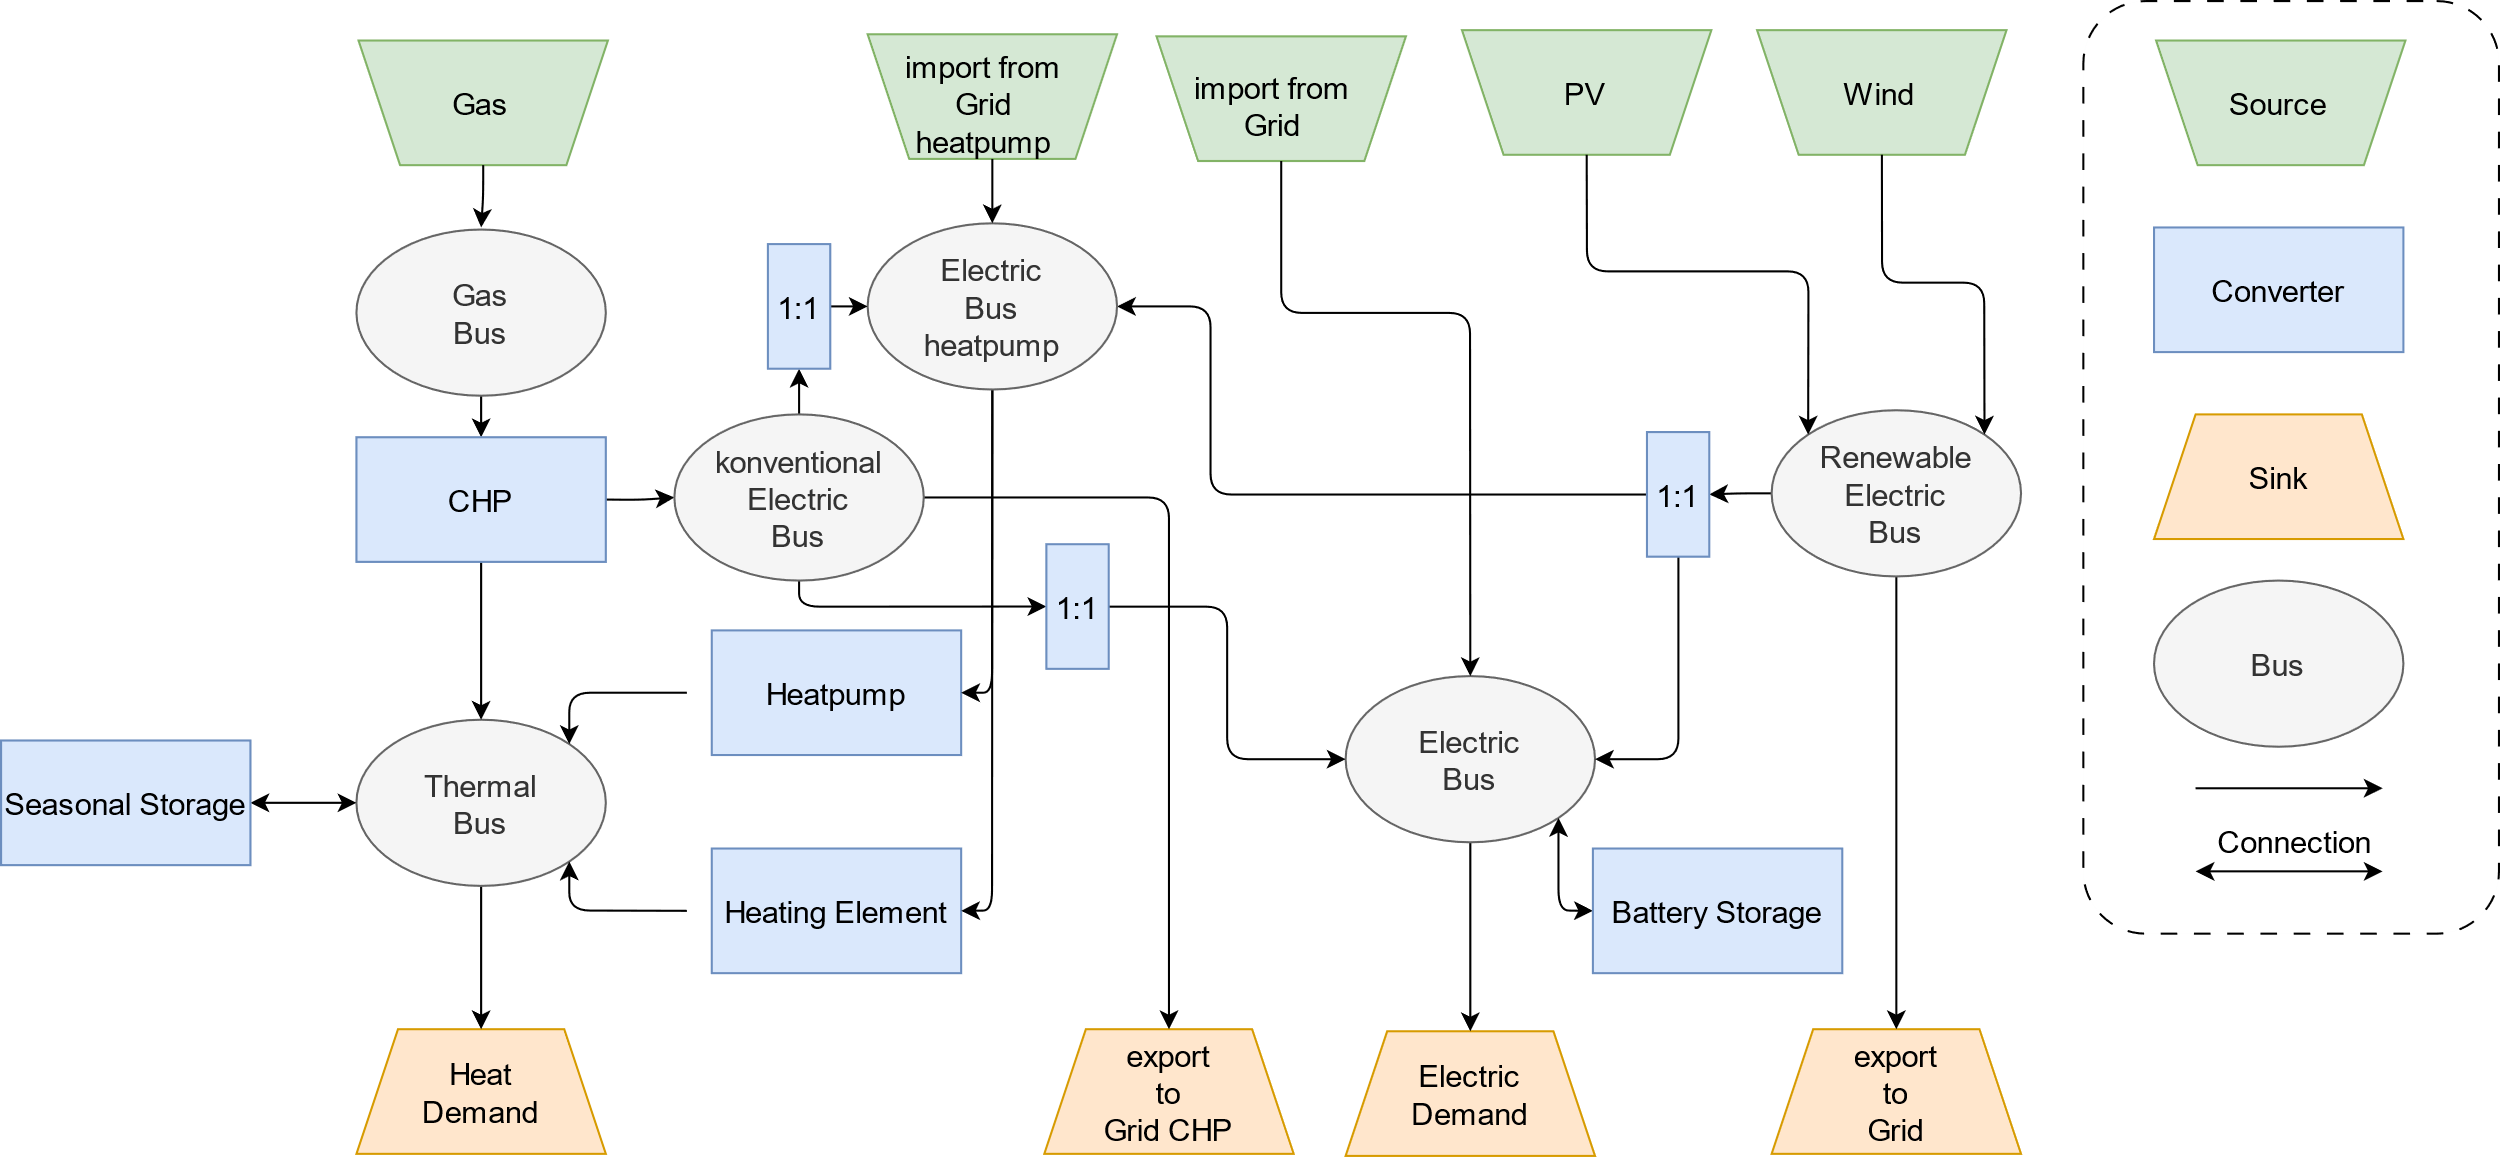 Gas
import from
Grid
heatpump
import from
Grid
PV
Wind
Source
Gas
Bus
1:1
Electric
Bus
heatpump
Converter
CHP
konventional
Electric
Bus
1:1
Renewable
Electric
Bus
Sink
1:1
Heatpump
Bus
Seasonal Storage
Thermal
Bus
Electric
Bus
Connection
Heating Element
Battery Storage
Heat
Demand
export
to
Grid CHP
Electric
Demand
export
to
Grid